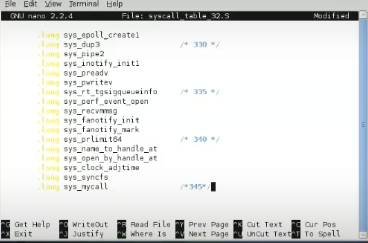 File Edit View Terminal Help
GNU nano 2.2.4 File: syscall_table_32.S Modified
.long sys_epoll_create1
.long sys_dup3 /* 330 */
.long sys_pipe2
.long sys_inotify_init1
.long sys_preadv
.long sys_pwritev
.long sys_rt_tgsigqueueinfo /* 335 */
.long sys_perf_event_open
.long sys_recvmmsg
.long sys_fanotify_init
.long sys_fanotify_mark
.long sys_prlimit64 /* 340 */
.long sys_name_to_handle_at
.long sys_open_by_handle_at
.long sys_clock_adjtime
.long sys_syncfs
.long sys_mycall /*345*/
^G Get Help ^O WriteOut ^R Read File ^Y Prev Page ^K Cut Text ^C Cur Pos
^X Exit ^J Justify ^W Where Is ^V Next Page ^U UnCut Text ^T To Spell